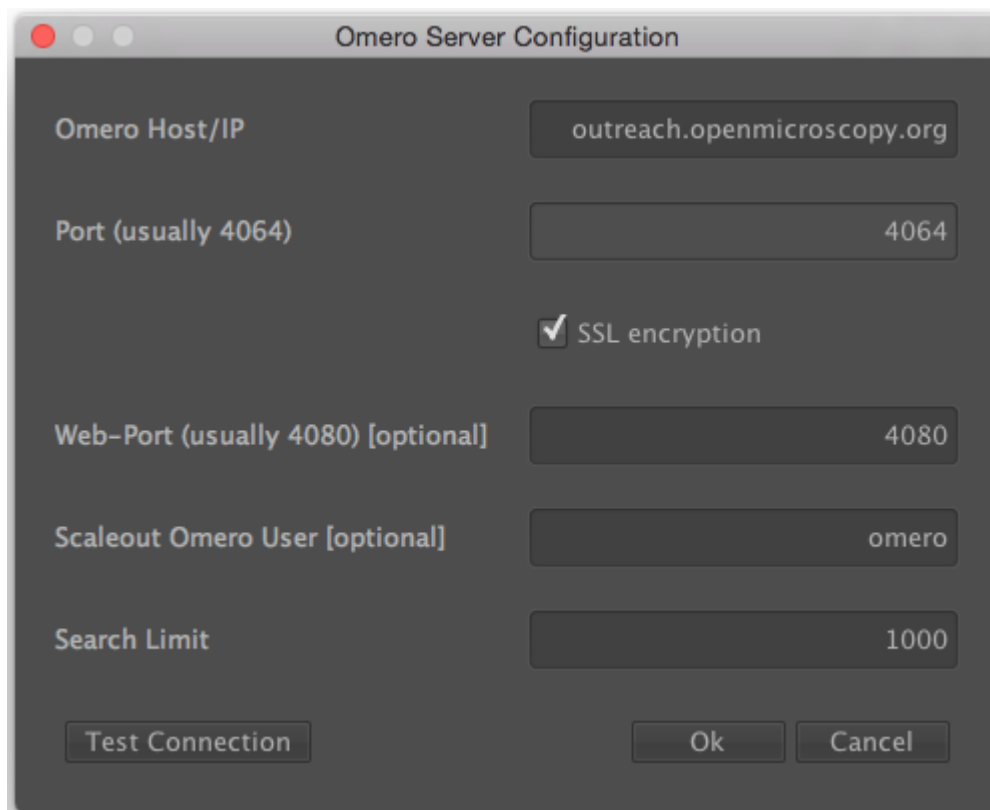 Omero Server Configuration
Omero Host/IP outreach.openmicroscopy.org
Port (usually 4064) 4064
SSL encryption
Web-Port (usually 4080) [optional] 4080
Scaleout Omero User [optional] omero
Search Limit 1000
Test Connection Ok Cancel